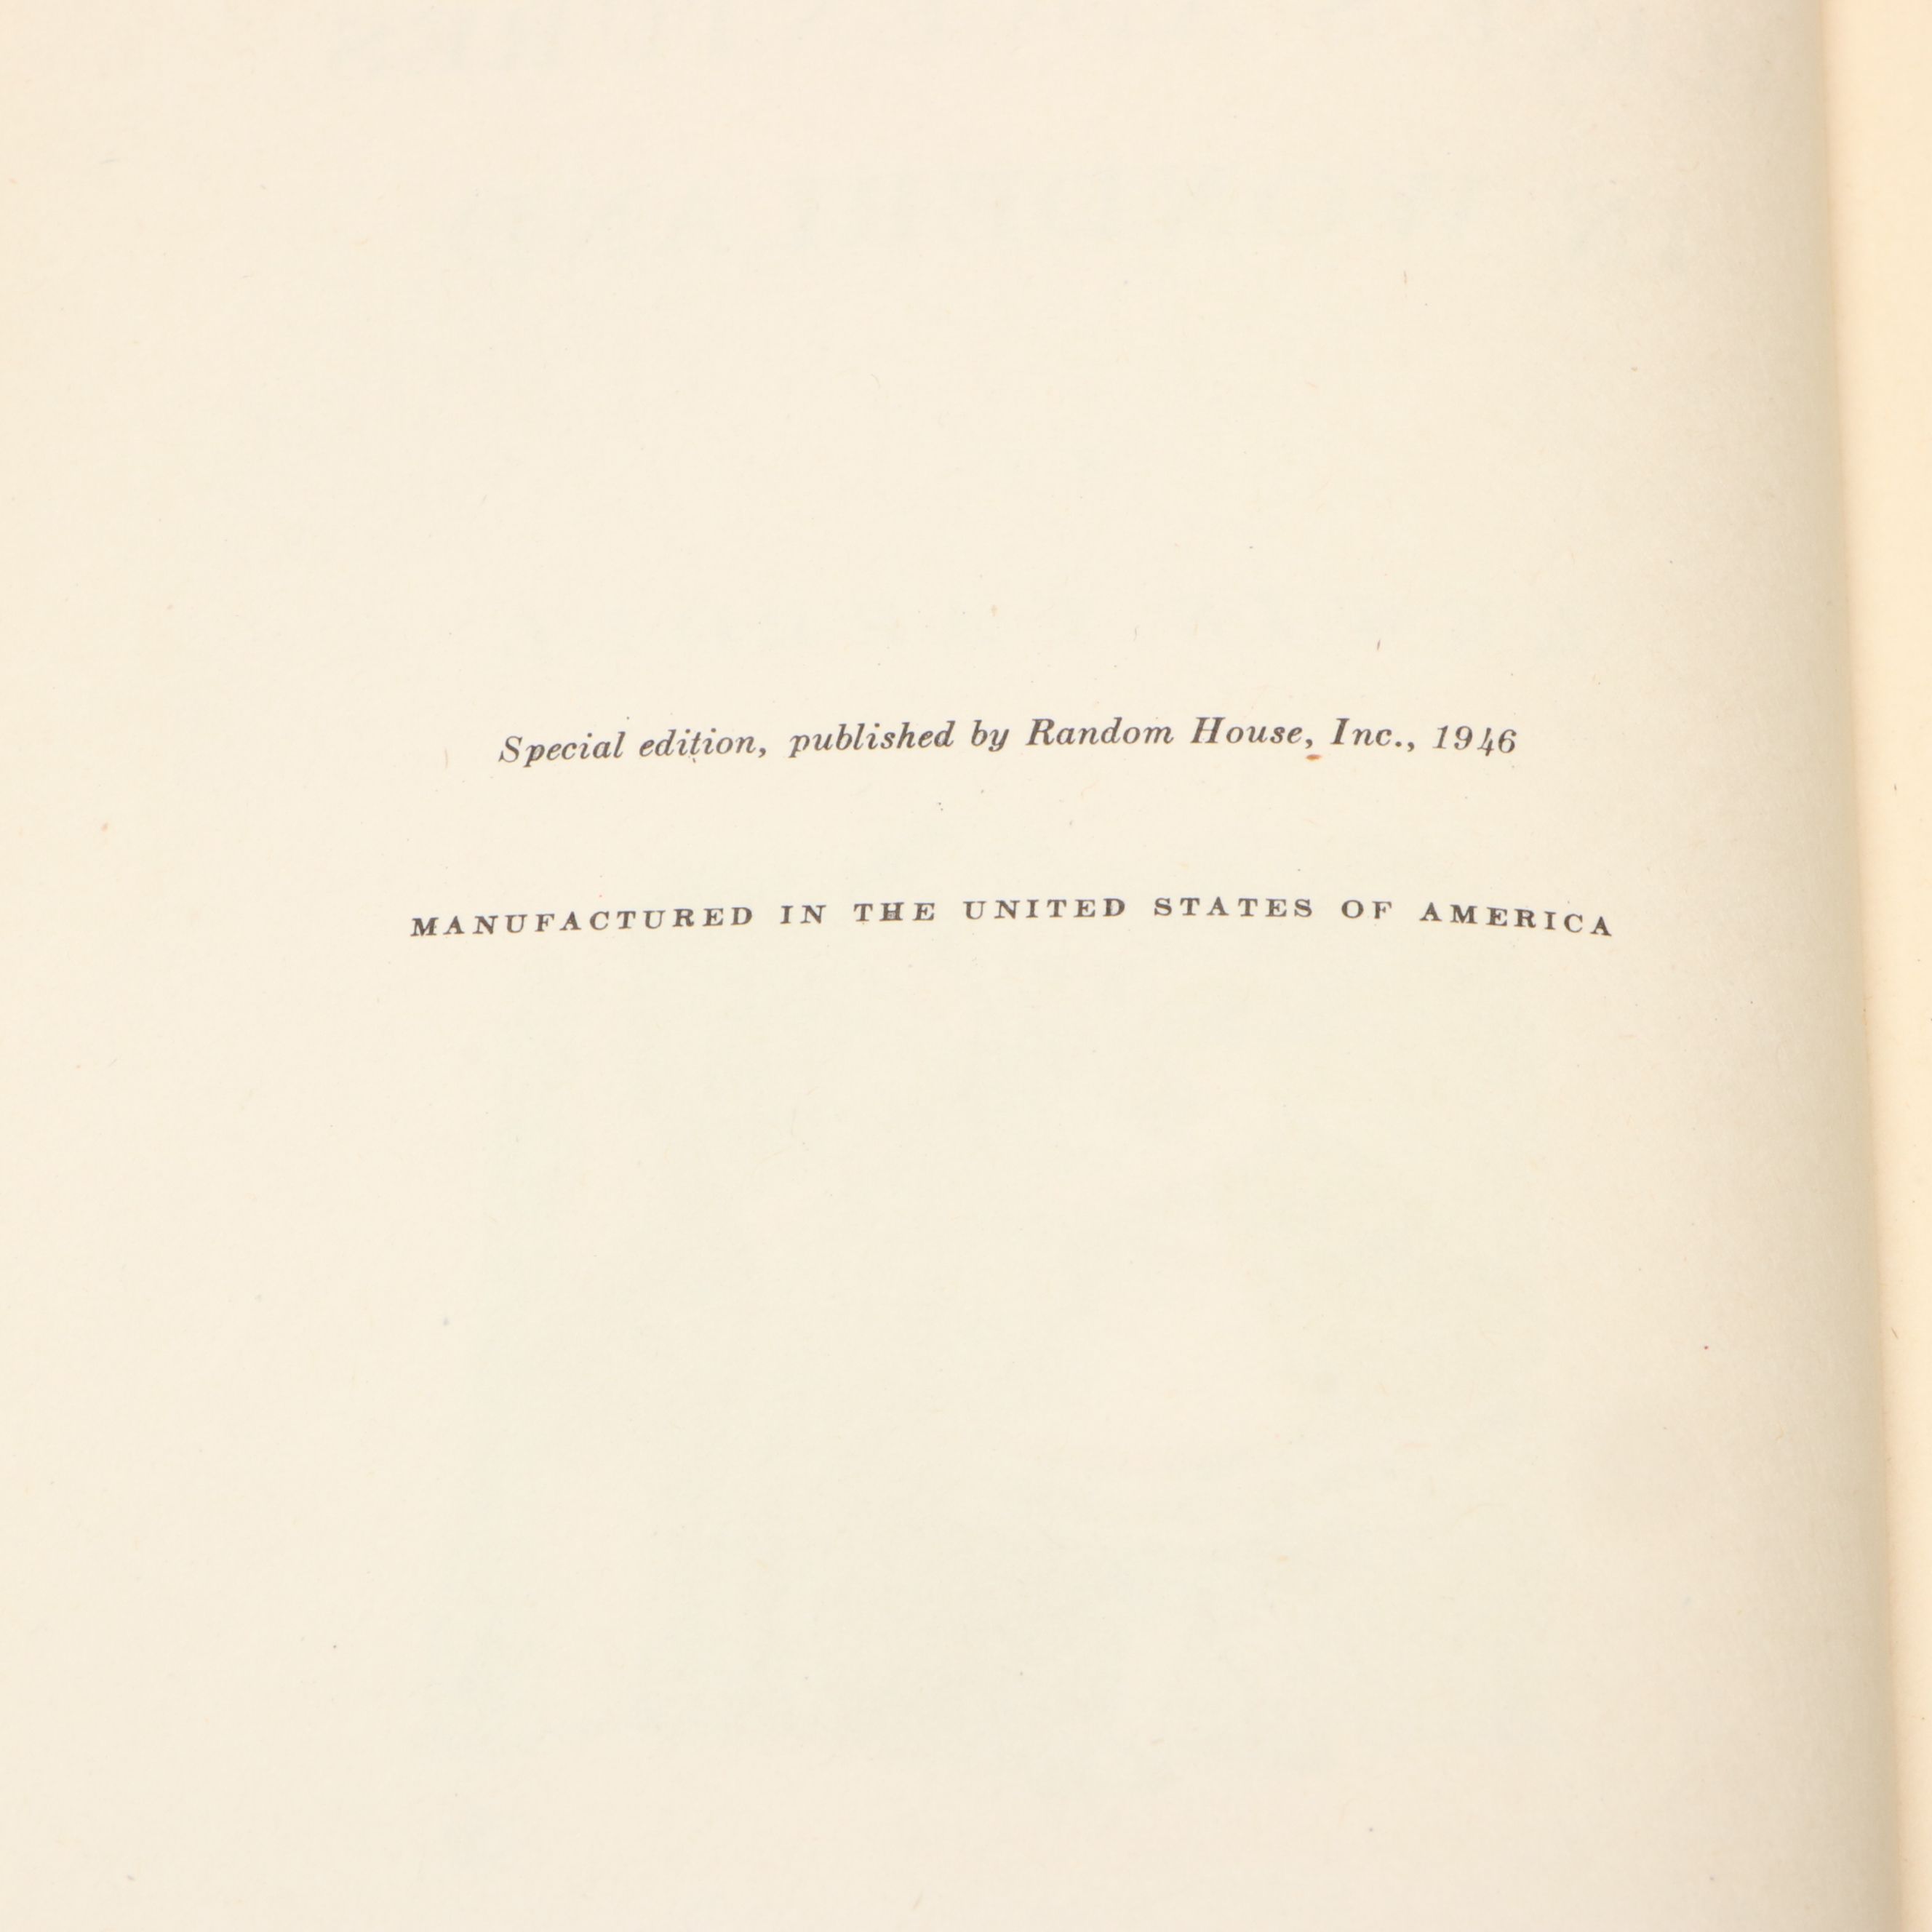 Special edition, published by Random House, Inc., 1946
MANUFACTURED IN THE UNITED STATES OF AMERICA